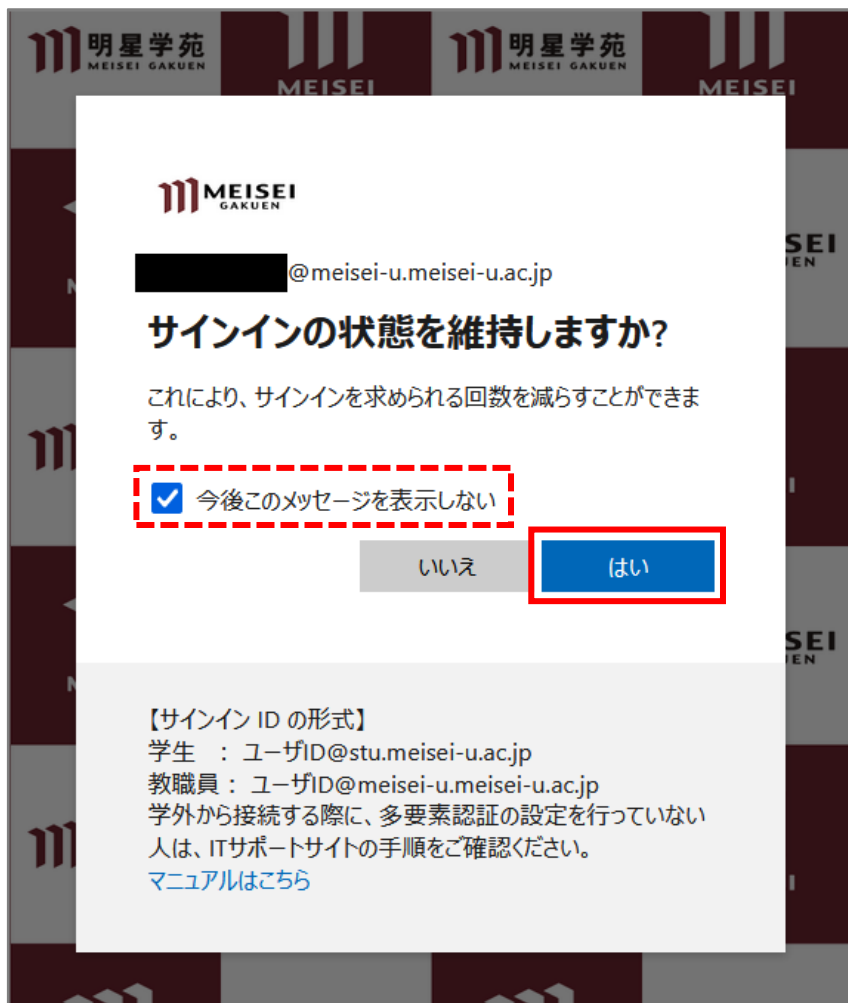 明星学苑
MEISEI GAKUEN
MEISEI
明星学苑
MEISEI GAKUEN
MEISEI
MEISEI
GAKUEN
@meisei-u.meisei-u.ac.jp
サインインの状態を維持しますか?
これにより、サインインを求められる回数を減らすことができま
す。
今後このメッセージを表示しない
いいえ
はい
【サインイン ID の形式】
学生 : ユーザID@stu.meisei-u.ac.jp
教職員 : ユーザID@meisei-u.meisei-u.ac.jp
学外から接続する際に、多要素認証の設定を行っていない
人は、ITサポートサイトの手順をご確認ください。
マニュアルはこちら